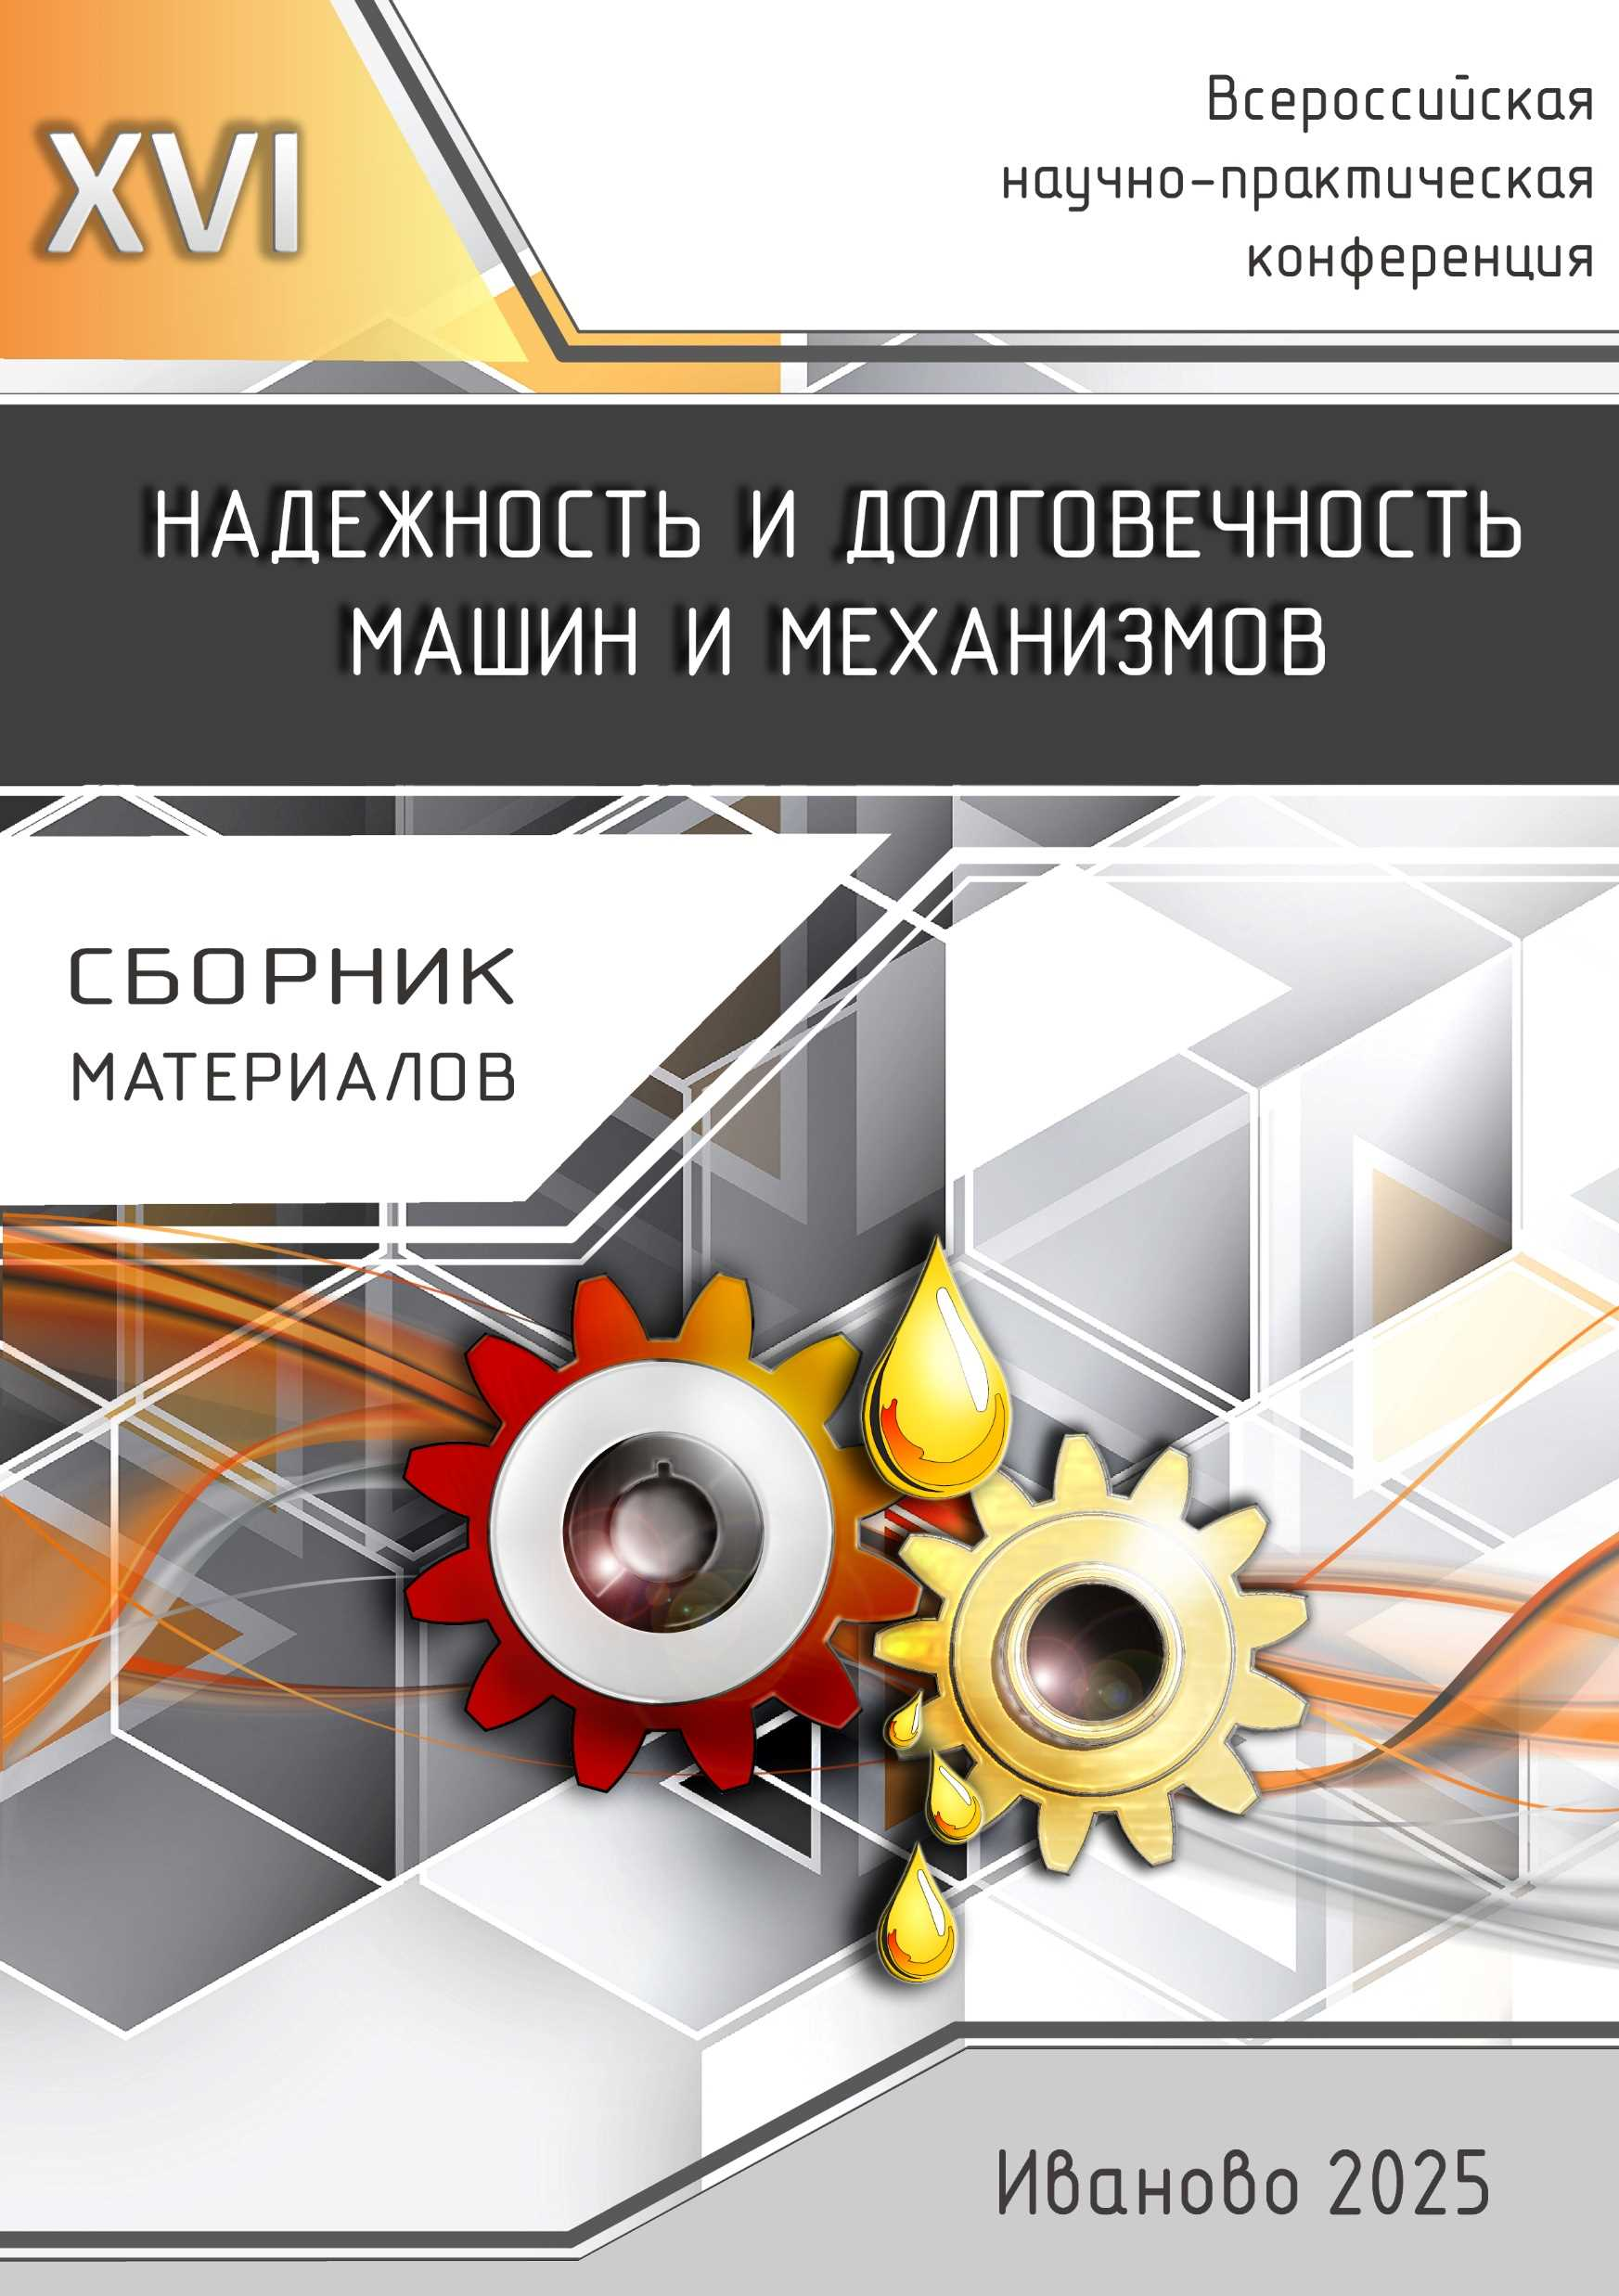 XVI
Всероссийская
научно-практическая
конференция
НАДЕЖНОСТЬ И ДОЛГОВЕЧНОСТЬ
МАШИН И МЕХАНИЗМОВ
СБОРНИК
МАТЕРИАЛОВ
Иваново 2025